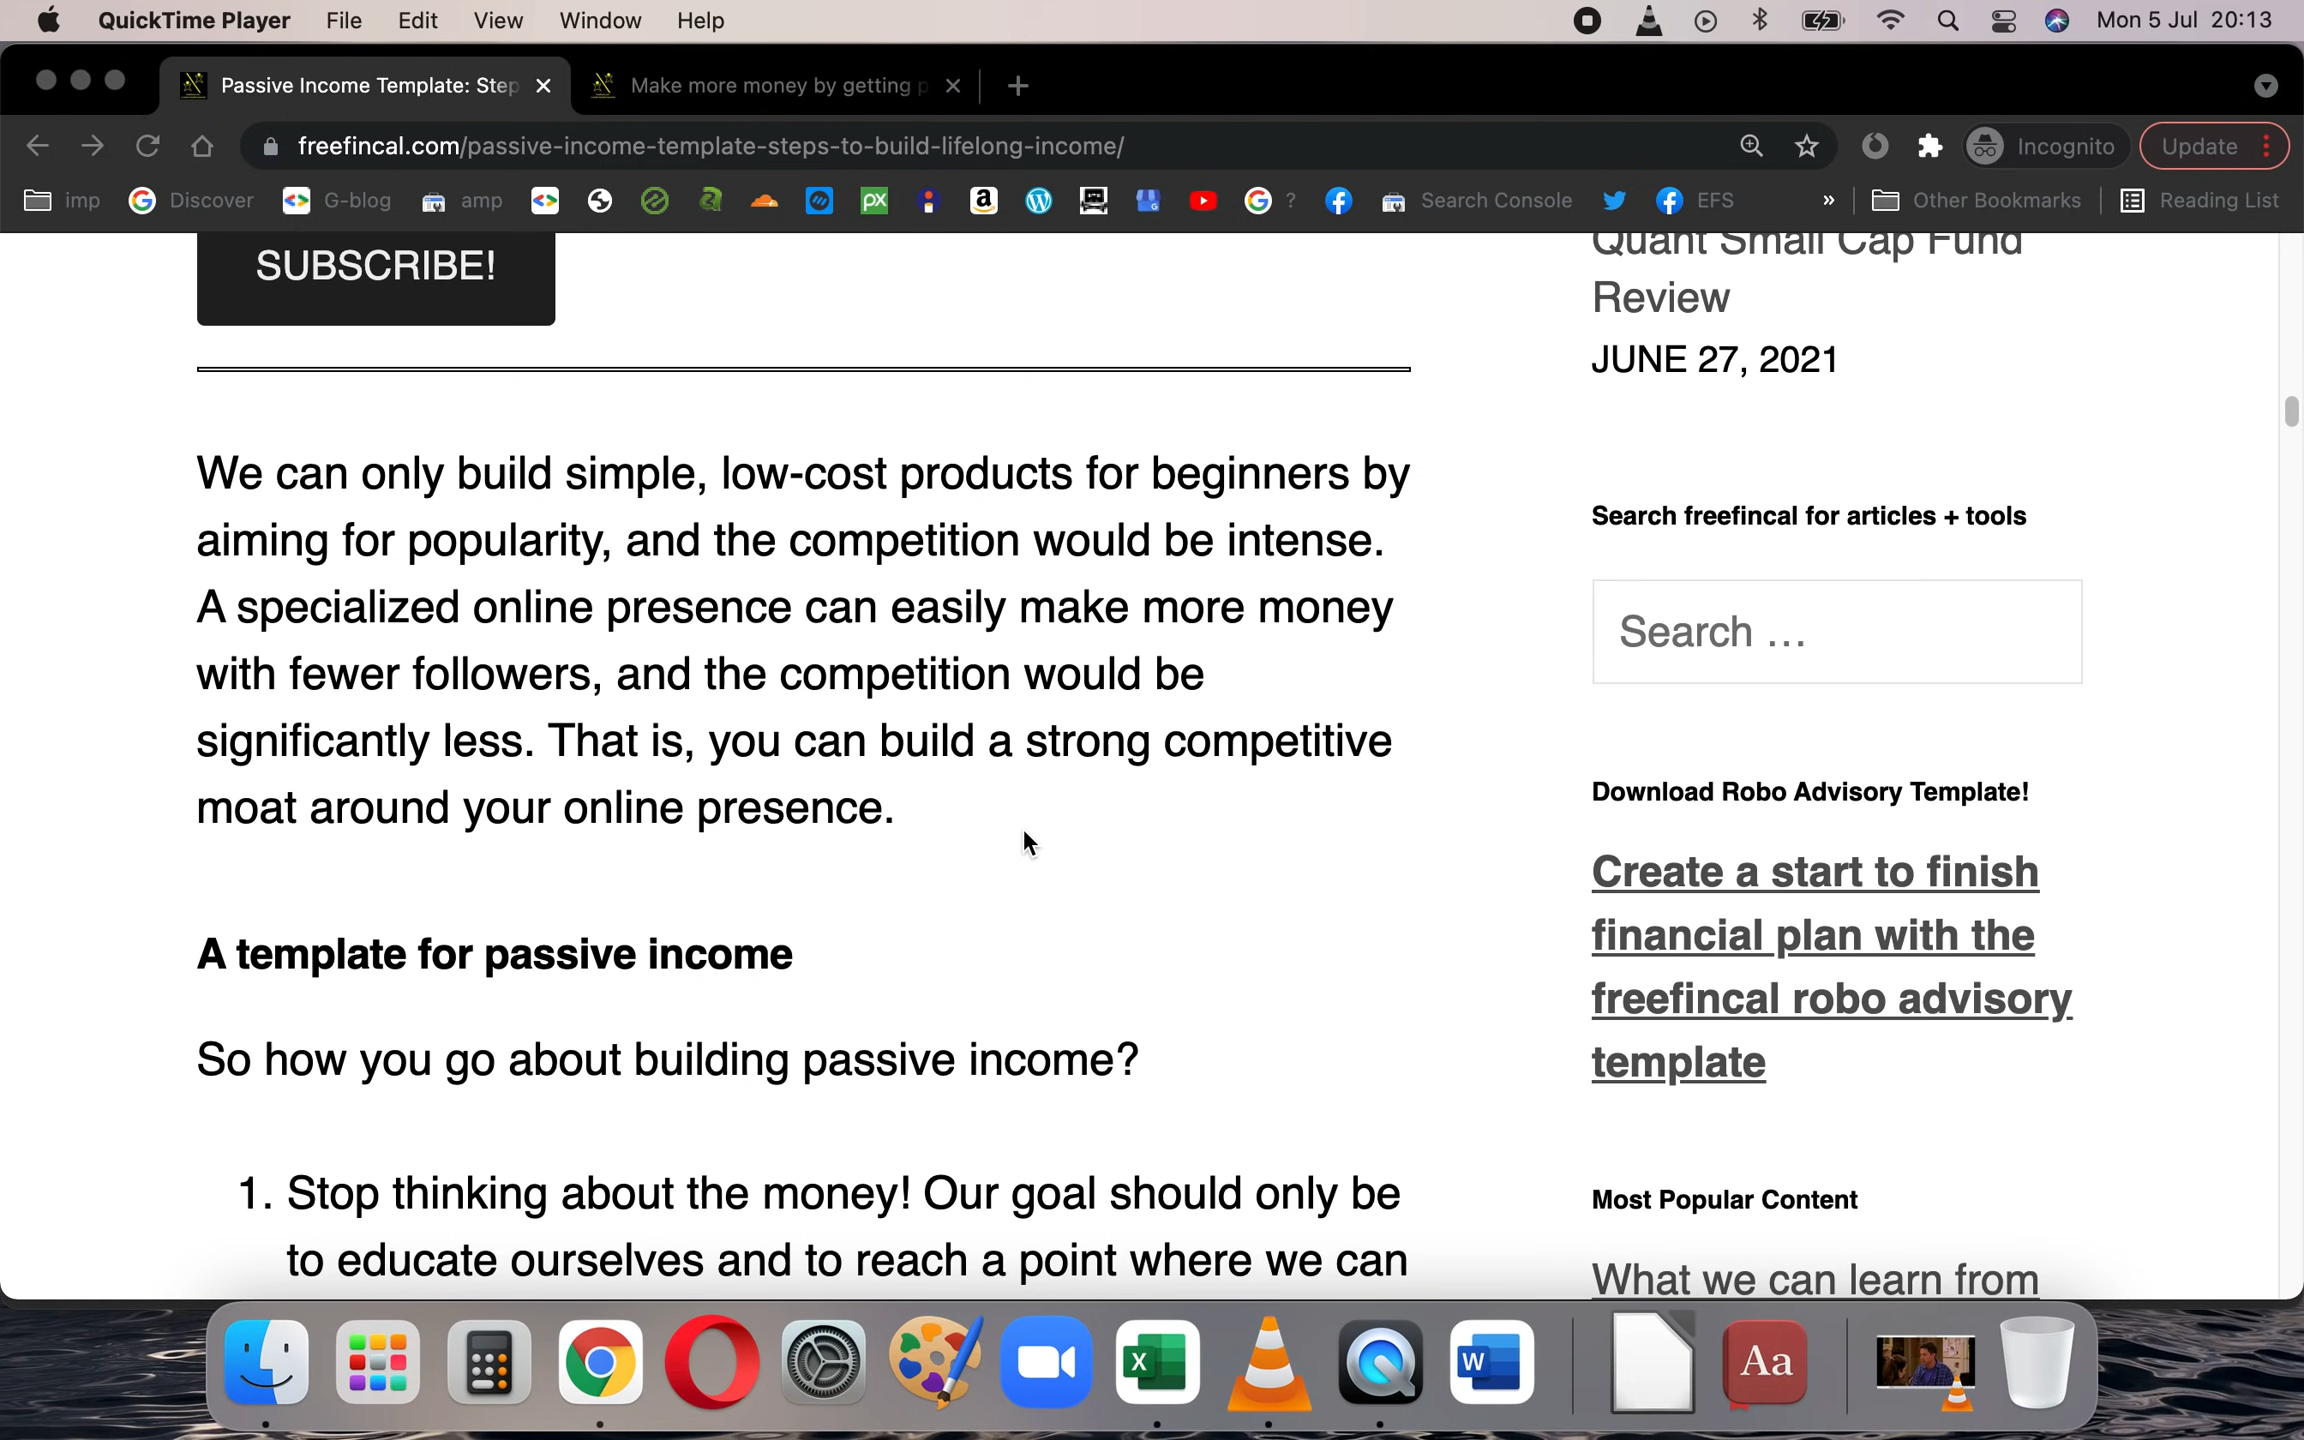 QuickTime Player File Edit View Window Help Mon 5 Jul 20:13
Passive Income Template: Step
Make more money by getting p
freefincal.com/passive-income-template-steps-to-build-lifelong-income/
Incognito
Update
imp Discover G-blog amp PX a ? Search Console EFS » Other Bookmarks Reading List
SUBSCRIBE!
We can only build simple, low-cost products for beginners by
aiming for popularity, and the competition would be intense.
A specialized online presence can easily make more money
with fewer followers, and the competition would be
significantly less. That is, you can build a strong competitive
moat around your online presence.
A template for passive income
So how you go about building passive income?
1. Stop thinking about the money! Our goal should only be
to educate ourselves and to reach a point where we can
Quant Small Cap Fund
Review
JUNE 27, 2021
Search freefincal for articles + tools
Search ...
Download Robo Advisory Template!
Create a start to finish
financial plan with the
freefincal robo advisory
template
Most Popular Content
What we can learn from
X W Aa